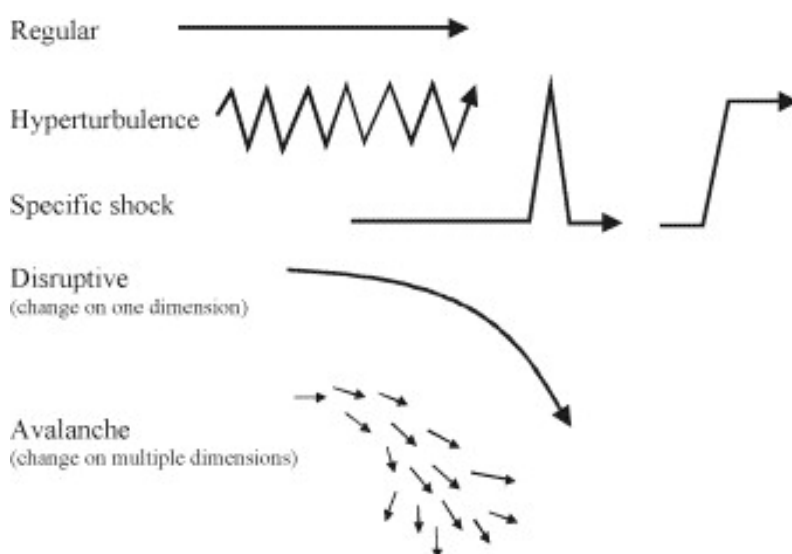 Regular
Hyperturbulence
Specific shock
Disruptive
(change on one dimension)
Avalanche
(change on multiple dimensions)